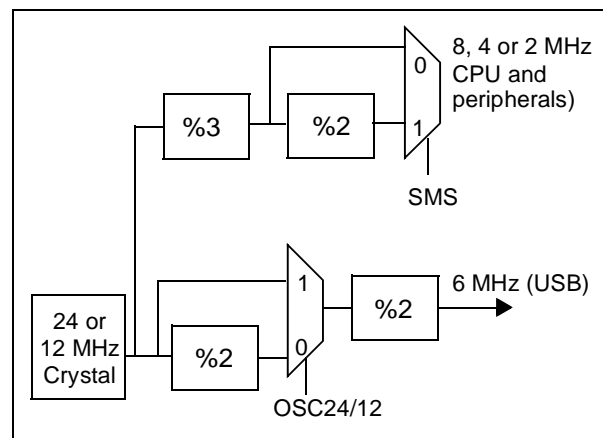 8, 4 or 2 MHz
CPU and
peripherals)
0
%3
%2
1
SMS
6 MHz (USB)
1
%2
24 or
12 MHz
Crystal
%2
0
OSC24/12